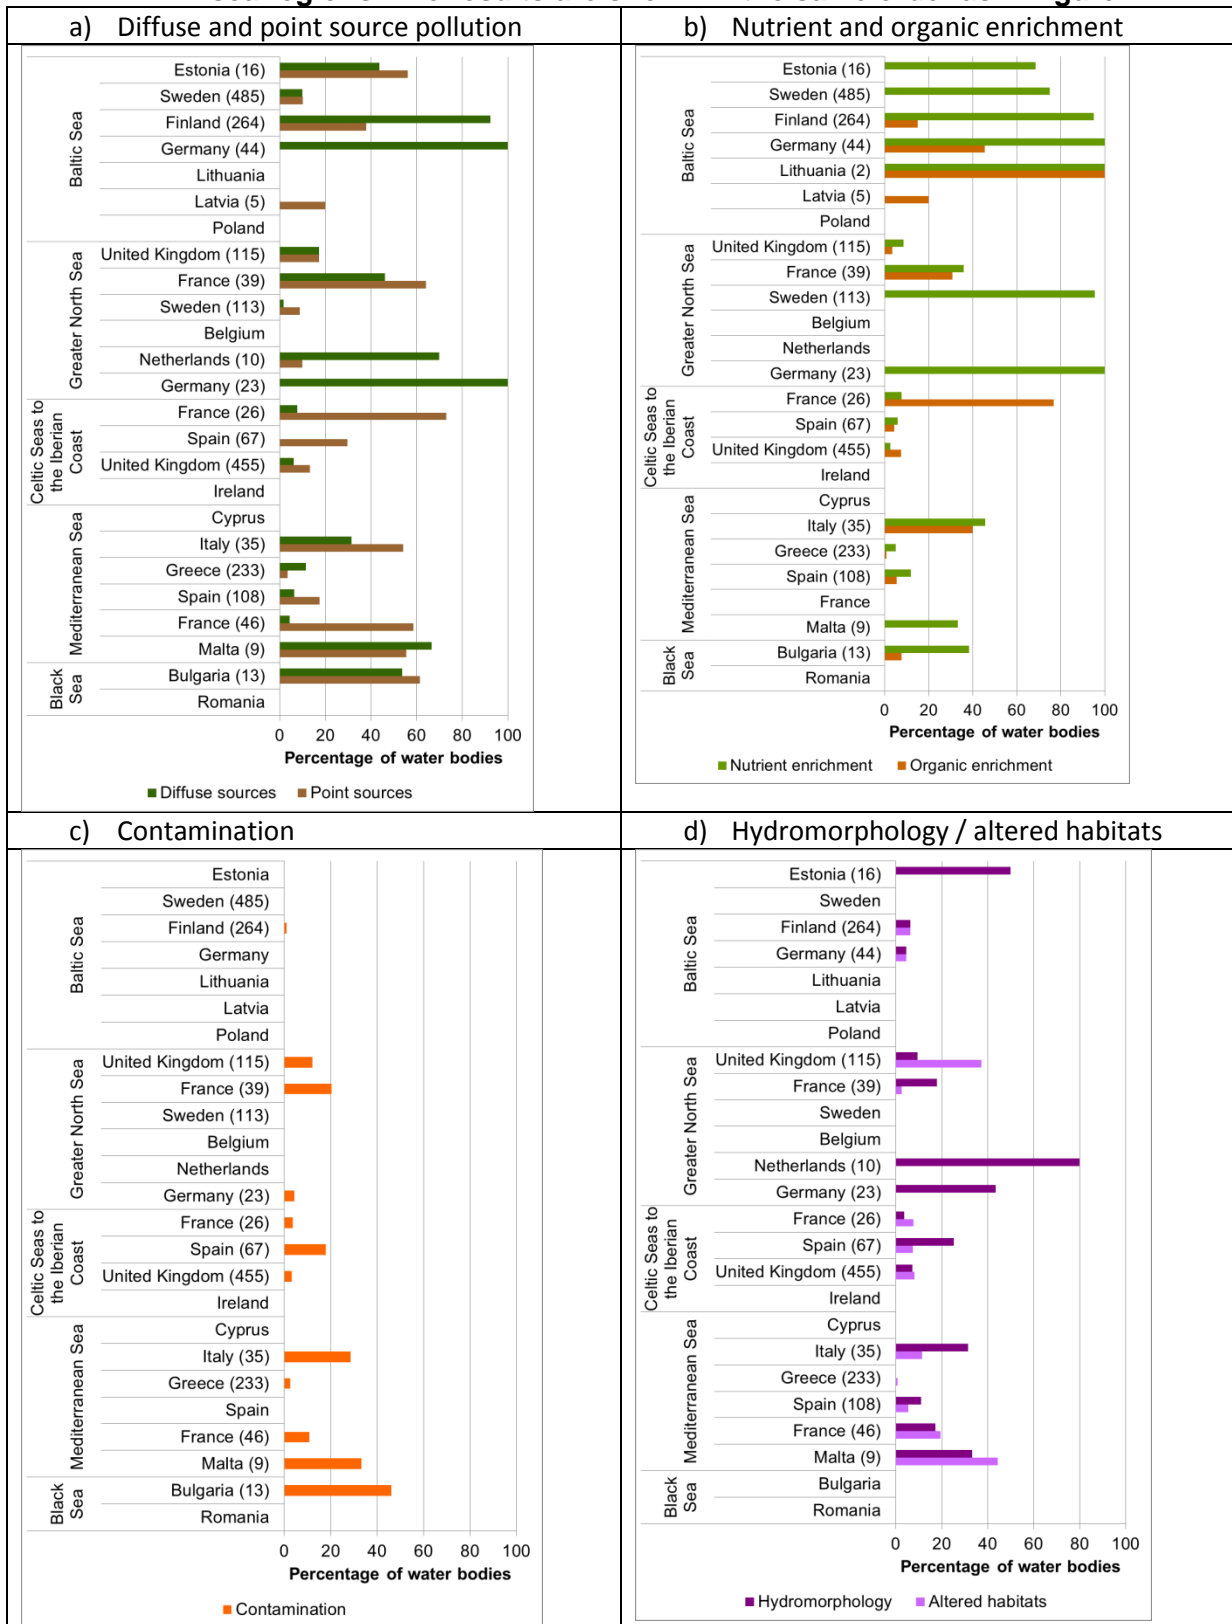 a) Diffuse and point source pollution
Baltic Sea
Estonia (16)
Sweden (485)
Finland (264)
Germany (44)
Lithuania
Latvia (5)
Poland
Greater North Sea
United Kingdom (115)
France (39)
Sweden (113)
Belgium
Netherlands (10)
Germany (23)
Celtic Seas to
the Iberian
Coast
France (26)
Spain (67)
United Kingdom (455)
Ireland
Mediterranean Sea
Cyprus
Italy (35)
Greece (233)
Spain (108)
France (46)
Malta (9)
Black
Sea
Bulgaria (13)
Romania
0 20 40 60 80 100
Percentage of water bodies
Diffuse sources Point sources
b) Nutrient and organic enrichment
Baltic Sea
Estonia (16)
Sweden (485)
Finland (264)
Germany (44)
Lithuania (2)
Latvia (5)
Poland
Greater North Sea
United Kingdom (115)
France (39)
Sweden (113)
Belgium
Netherlands
Germany (23)
Celtic Seas to
the Iberian
Coast
France (26)
Spain (67)
United Kingdom (455)
Ireland
Mediterranean Sea
Cyprus
Italy (35)
Greece (233)
Spain (108)
France
Malta (9)
Black
Sea
Bulgaria (13)
Romania
0 20 40 60 80 100
Percentage of water bodies
Nutrient enrichment Organic enrichment
c) Contamination
Baltic Sea
Estonia
Sweden (485)
Finland (264)
Germany
Lithuania
Latvia
Poland
Greater North Sea
United Kingdom (115)
France (39)
Sweden (113)
Belgium
Netherlands
Germany (23)
Celtic Seas to
the Iberian
Coast
France (26)
Spain (67)
United Kingdom (455)
Ireland
Mediterranean Sea
Cyprus
Italy (35)
Greece (233)
Spain
France (46)
Malta (9)
Black
Sea
Bulgaria (13)
Romania
0 20 40 60 80 100
Percentage of water bodies
Contamination
d) Hydromorphology / altered habitats
Baltic Sea
Estonia (16)
Sweden
Finland (264)
Germany (44)
Lithuania
Latvia
Poland
Greater North Sea
United Kingdom (115)
France (39)
Sweden
Belgium
Netherlands (10)
Germany (23)
Celtic Seas to
the Iberian
Coast
France (26)
Spain (67)
United Kingdom (455)
Ireland
Mediterranean Sea
Cyprus
Italy (35)
Greece (233)
Spain (108)
France (46)
Malta (9)
Black
Sea
Bulgaria
Romania
0 20 40 60 80 100
Percentage of water bodies
Hydromorphology Altered habitats